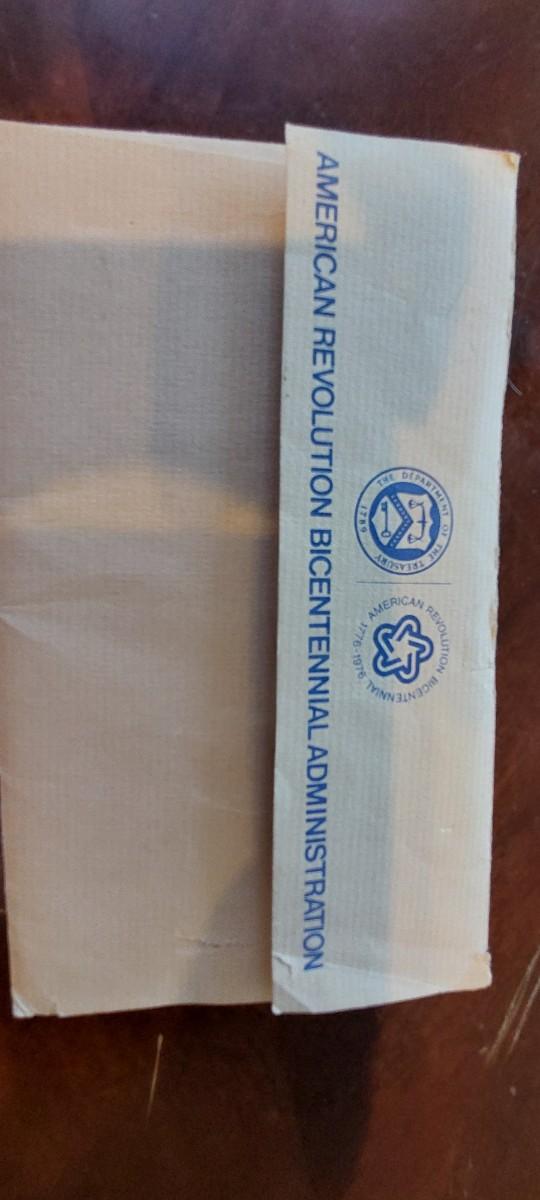 THE DEPARTMENT OF THE TREASURY
1789
AMERICAN REVOLUTION BICENTENNIAL
1776-1976
AMERICAN REVOLUTION BICENTENNIAL ADMINISTRATION